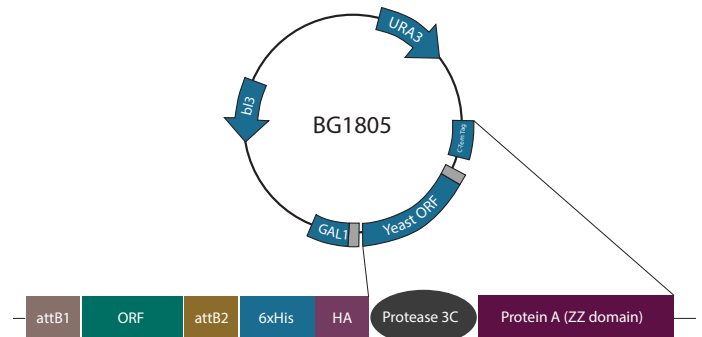 URA3
bl3
BG1805
C-Term Tag
Yeast ORF
GAL1
attB1 ORF attB2 6xHis HA Protease 3C Protein A (ZZ domain)